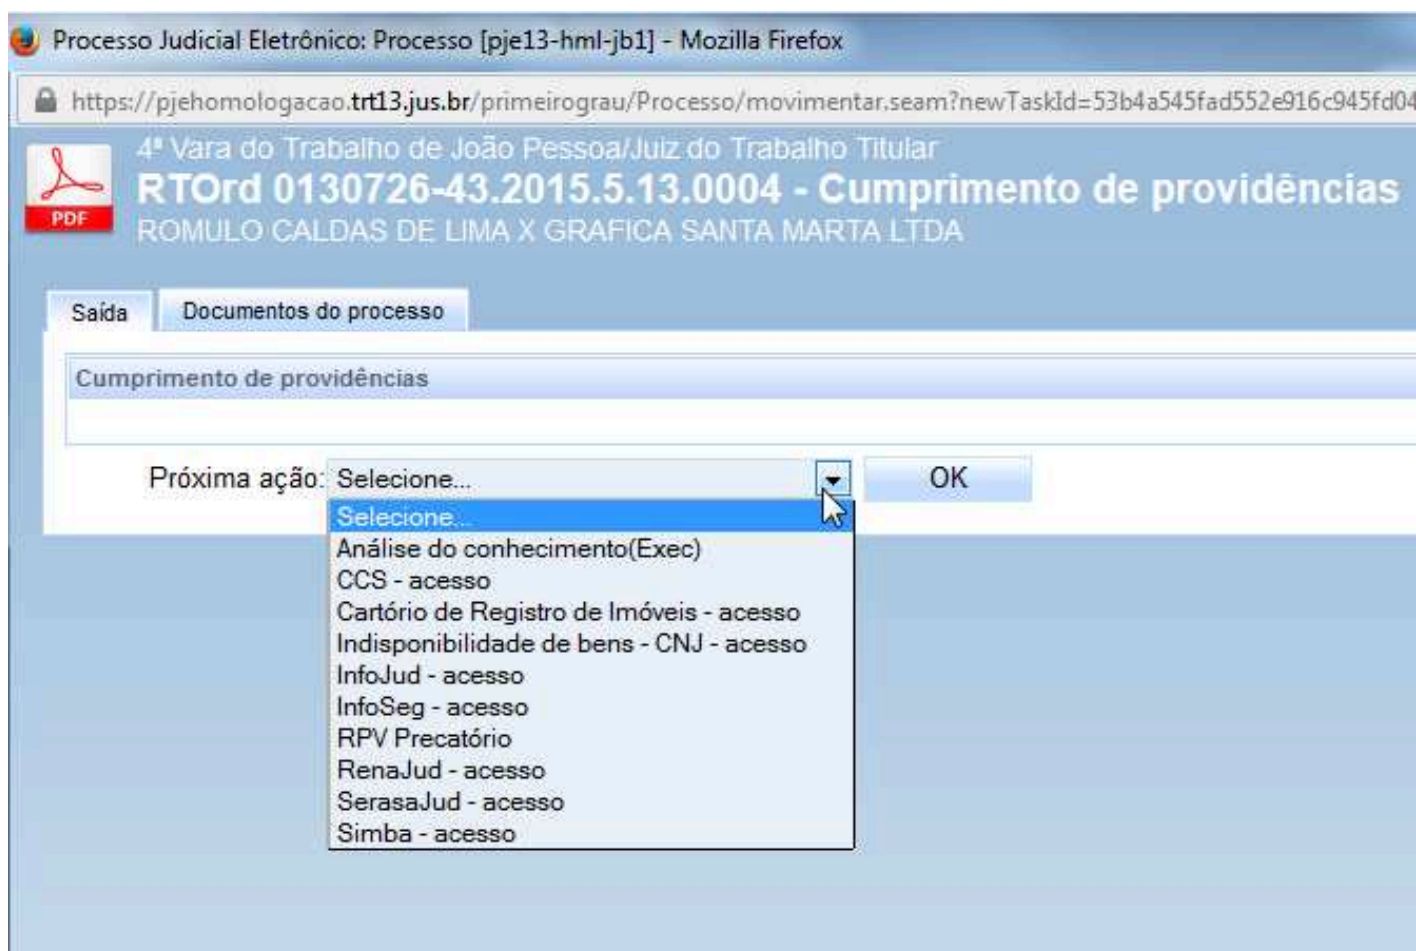 Processo Judicial Eletrônico: Processo [pje13-hml-jb1] - Mozilla Firefox
https://pjehomologacao.trt13.jus.br/primeirograu/Processo/movimentar.seam?newTaskId=53b4a545fad552e916c945fd04
4ª Vara do Trabalho de João Pessoa/Juiz do Trabalho Titular
PDF
RTOrd 0130726-43.2015.5.13.0004 - Cumprimento de providências
ROMULO CALDAS DE LIMA X GRAFICA SANTA MARTA LTDA
Saída Documentos do processo
Cumprimento de providências
Próxima ação: Selecione... OK
Selecione...
Análise do conhecimento(Exec)
CCS - acesso
Cartório de Registro de Imóveis - acesso
Indisponibilidade de bens - CNJ - acesso
InfoJud - acesso
InfoSeg - acesso
RPV Precatório
RenaJud - acesso
SerasaJud - acesso
Simba - acesso